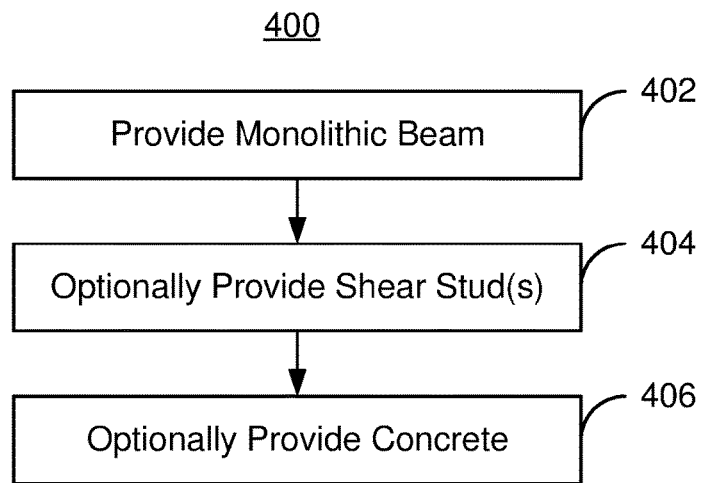 400
402
Provide Monolithic Beam
404
Optionally Provide Shear Stud(s)
406
Optionally Provide Concrete